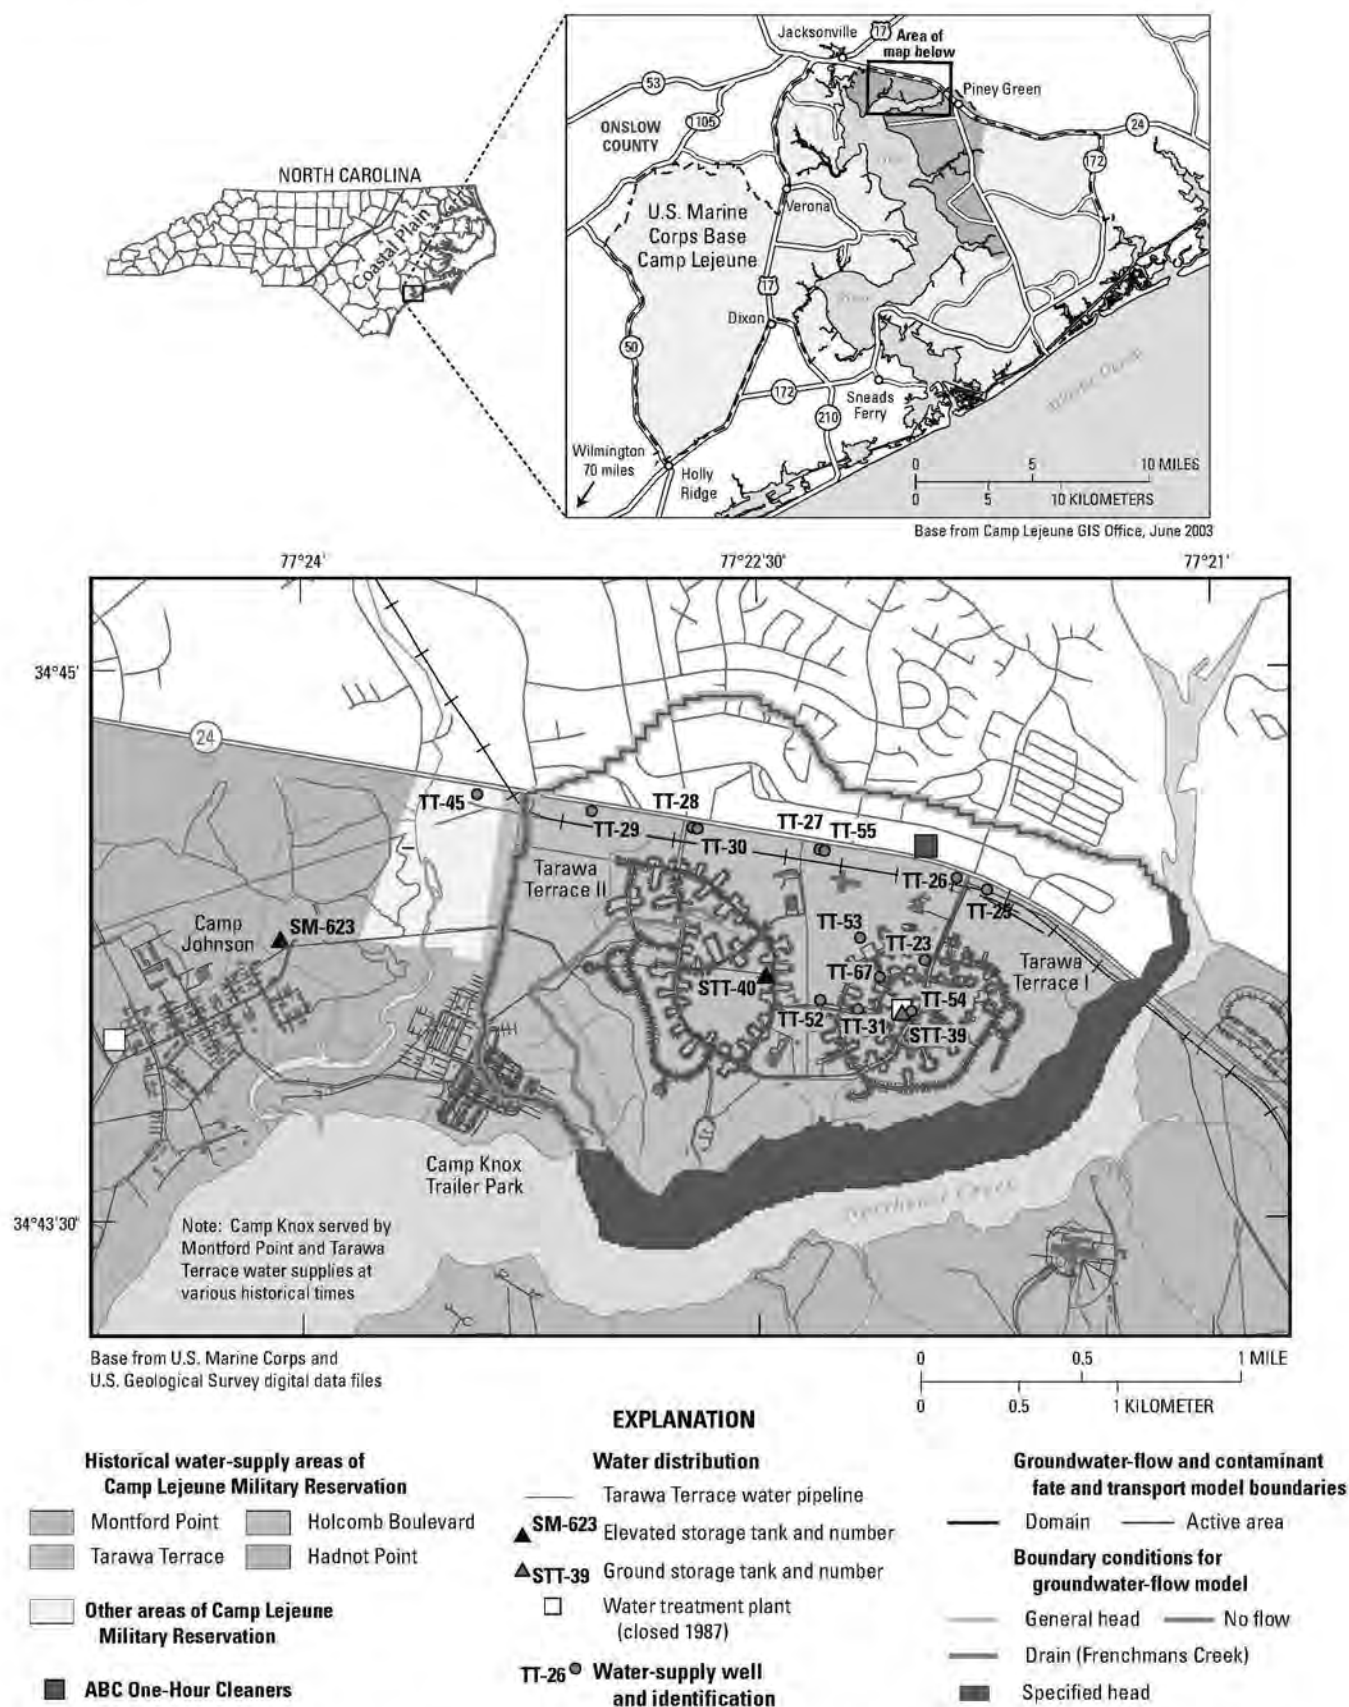 Jacksonville
17
Area of
map below
Piney Green
53
1105
ONSLOW
COUNTY
24
172
NORTH CAROLINA
Coastal Plain
U.S. Marine
Corps Base
Camp Lejeune
Verona
17
Dixon
50
172
210
Sneads
Ferry
Atlantic Ocean
Wilmington
70 miles
Holly
Ridge
0 5 10 MILES
0 5 10 KILOMETERS
Base from Camp Lejeune GIS Office, June 2003
77°24'
77°22'30"
77°21'
34°45'
24
TT-45
TT-28
TT-29
TT-30
TT-27
TT-55
Tarawa
Terrace II
TT-26
TT-25
TT-53
TT-23
Camp
Johnson
SM-623
STT-40
TT-67
Tarawa
Terrace I
TT-52
TT-31
TT-54
STT-39
Camp Knox
Trailer Park
Northeast Creek
34°43'30"
Note: Camp Knox served by
Montford Point and Tarawa
Terrace water supplies at
various historical times
Base from U.S. Marine Corps and
U.S. Geological Survey digital data files
0 0.5 1 MILE
0 0.5 1 KILOMETER
EXPLANATION
Historical water-supply areas of
Camp Lejeune Military Reservation
Montford Point
Holcomb Boulevard
Tarawa Terrace
Hadnot Point
Other areas of Camp Lejeune
Military Reservation
ABC One-Hour Cleaners
Water distribution
Tarawa Terrace water pipeline
SM-623 Elevated storage tank and number
STT-39 Ground storage tank and number
Water treatment plant
(closed 1987)
TT-26 Water-supply well
and identification
Groundwater-flow and contaminant
fate and transport model boundaries
Domain
Active area
Boundary conditions for
groundwater-flow model
General head
No flow
Drain (Frenchmans Creek)
Specified head